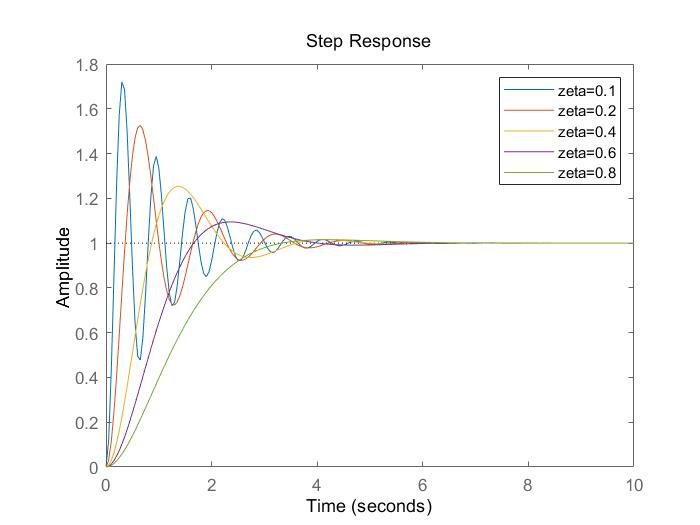 Step Response
1.8
1.6
1.4
1.2
1
0.8
0.6
0.4
0.2
0
Amplitude
zeta=0.1
zeta=0.2
zeta=0.4
zeta=0.6
zeta=0.8
0 2 4 6 8 10
Time (seconds)